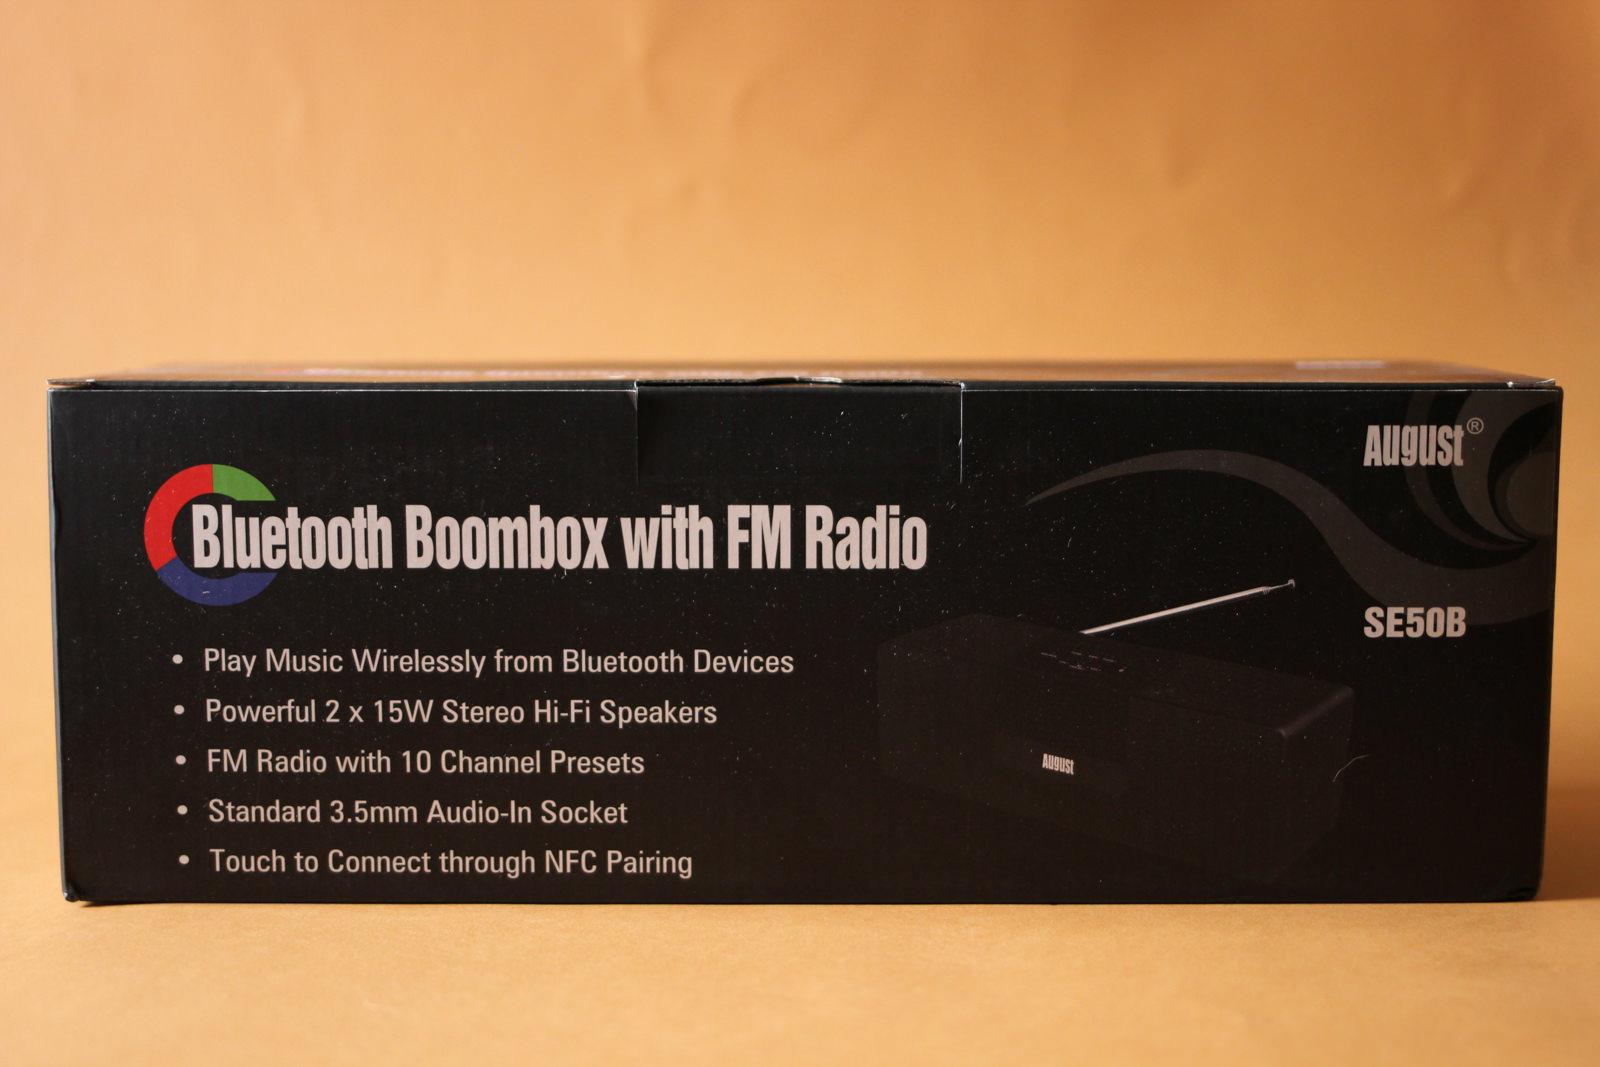 August®
Bluetooth Boombox with FM Radio
SE50B
• Play Music Wirelessly from Bluetooth Devices
• Powerful 2 x 15W Stereo Hi-Fi Speakers
• FM Radio with 10 Channel Presets
• Standard 3.5mm Audio-In Socket
• Touch to Connect through NFC Pairing
August